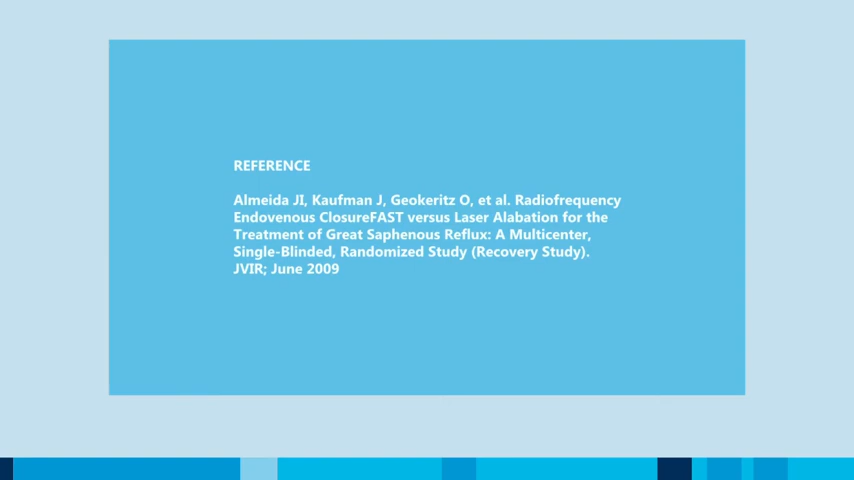 REFERENCE
Almeida JI, Kaufman J, Geokeritz O, et al. Radiofrequency
Endovenous ClosureFAST versus Laser Alabation for the
Treatment of Great Saphenous Reflux: A Multicenter,
Single-Blinded, Randomized Study (Recovery Study).
JVIR; June 2009